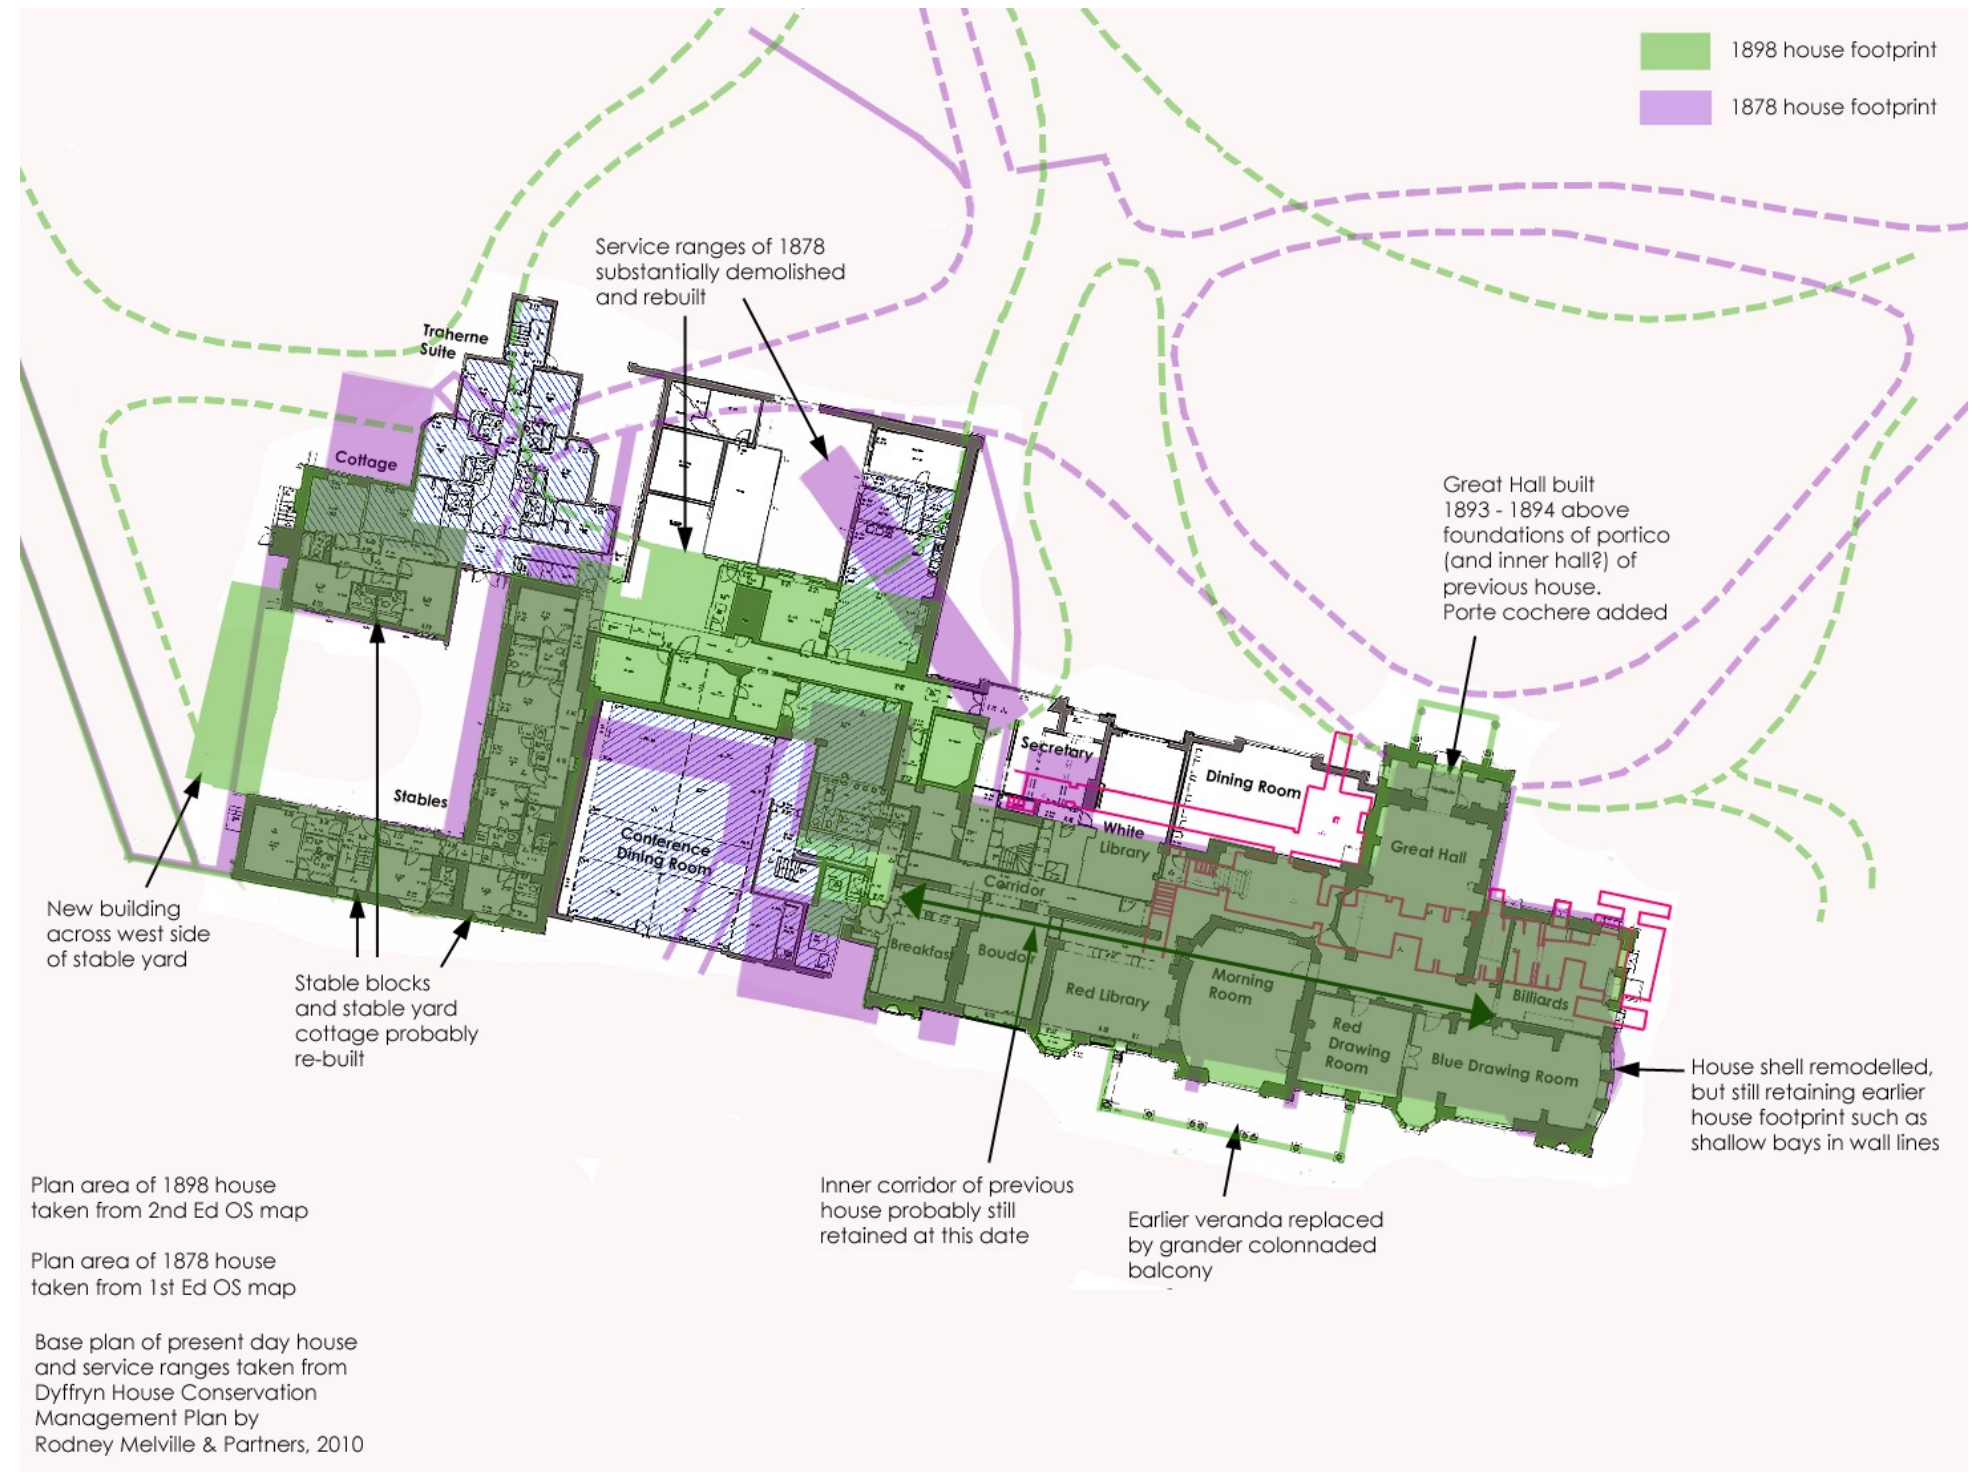 1898 house footprint
1878 house footprint
Service ranges of 1878
substantially demolished
and rebuilt
Traherne
Suite
Cottage
Great Hall built
1893 - 1894 above
foundations of portico
(and inner hall?) of
previous house.
Porte cochere added
Secretary
Dining Room
Stables
White
Library
Great Hall
Conference
Dining Room
Corridor
Breakfast
Boudoir
Red Library
Morning
Room
Billiards
Red
Drawing
Room
Blue Drawing Room
New building
across west side
of stable yard
Stable blocks
and stable yard
cottage probably
re-built
House shell remodelled,
but still retaining earlier
house footprint such as
shallow bays in wall lines
Inner corridor of previous
house probably still
retained at this date
Earlier veranda replaced
by grander colonnaded
balcony
Plan area of 1898 house
taken from 2nd Ed OS map
Plan area of 1878 house
taken from 1st Ed OS map
Base plan of present day house
and service ranges taken from
Dyffryn House Conservation
Management Plan by
Rodney Melville & Partners, 2010